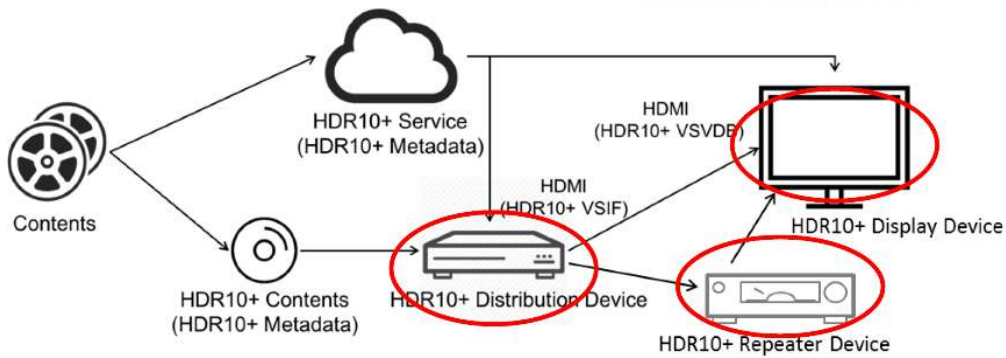 HDR10+ Service
(HDR10+ Metadata)
HDMI
(HDR10+ VSVDB)
Contents
HDMI
(HDR10+ VSIF)
HDR10+ Display Device
HDR10+ Contents
(HDR10+ Metadata)
HDR10+ Distribution Device
HDR10+ Repeater Device